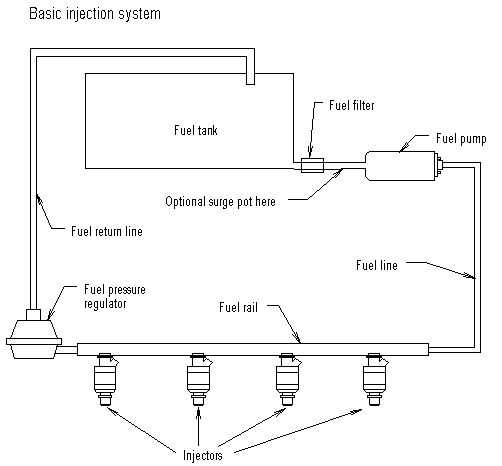 Basic injection system
Fuel filter
Fuel tank
Fuel pump
Optional surge pot here
Fuel return line
Fuel line
Fuel pressure
regulator
Fuel rail
Injectors